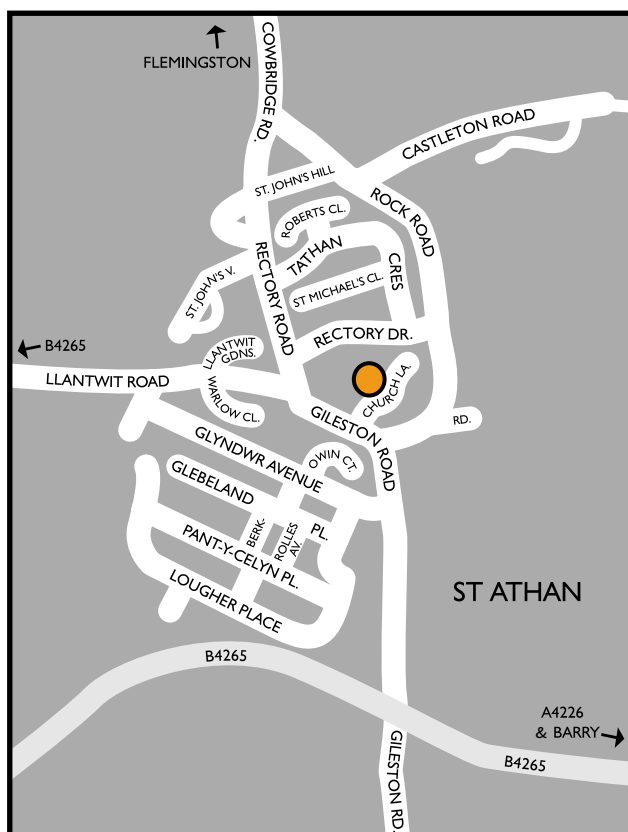 FLEMINGSTON
COWBRIDGE RD.
CASTLETON ROAD
ST. JOHN'S HILL
ROCK ROAD
ROBERTS CL.
TATHAN
CRES
RECTORY ROAD
ST. JOHN'S V.
ST MICHAEL'S CL.
RECTORY DR.
B4265
LLANTWIT
GDNS.
LLANTWIT ROAD
WARLOW CL.
CHURCH LA.
GILESTON ROAD
RD.
GLYNDWR AVENUE
OWIN CT.
GLEBELAND
PL.
BERK-
ROLLES
AV.
PANT-Y-CELYN PL.
LOUGHER PLACE
ST ATHAN
B4265
A4226
& BARRY
B4265
GILESTON RD.